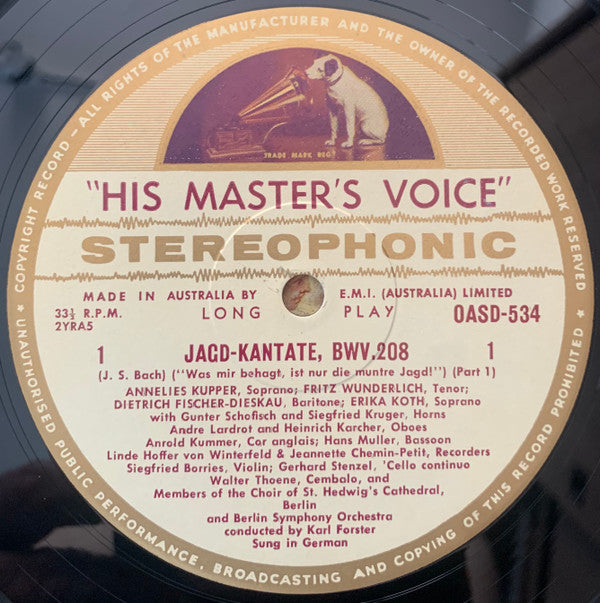 COPYRIGHT RECORD — ALL RIGHTS OF THE MANUFACTURER AND THE OWNER OF THE RECORDED WORK RESERVED
TRADE MARK REGD
"HIS MASTER'S VOICE"
STEREOPHONIC
MADE IN AUSTRALIA BY E.M.I. (AUSTRALIA) LIMITED
33⅓ R.P.M. LONG PLAY OASD-534
2YRA5
1 JAGD-KANTATE, BWV.208 1
(J. S. Bach) ("Was mir behagt, ist nur die muntre Jagd!") (Part 1)
ANNELIES KUPPER, Soprano; FRITZ WUNDERLICH, Tenor;
DIETRICH FISCHER-DIESKAU, Baritone; ERIKA KOTH, Soprano
with Gunter Schofisch and Siegfried Kruger, Horns
Andre Lardrot and Heinrich Karcher, Oboes
Anrold Kummer, Cor anglais; Hans Muller, Bassoon
Linde Hoffer von Winterfeld & Jeannette Chemin-Petit, Recorders
Siegfried Borries, Violin; Gerhard Stenzel, 'Cello continuo
Walter Thoene, Cembalo, and
Members of the Choir of St. Hedwig's Cathedral,
Berlin
and Berlin Symphony Orchestra
conducted by Karl Forster
Sung in German
★ UNAUTHORISED PUBLIC PERFORMANCE, BROADCASTING AND COPYING OF THIS RECORD PROHIBITED ★